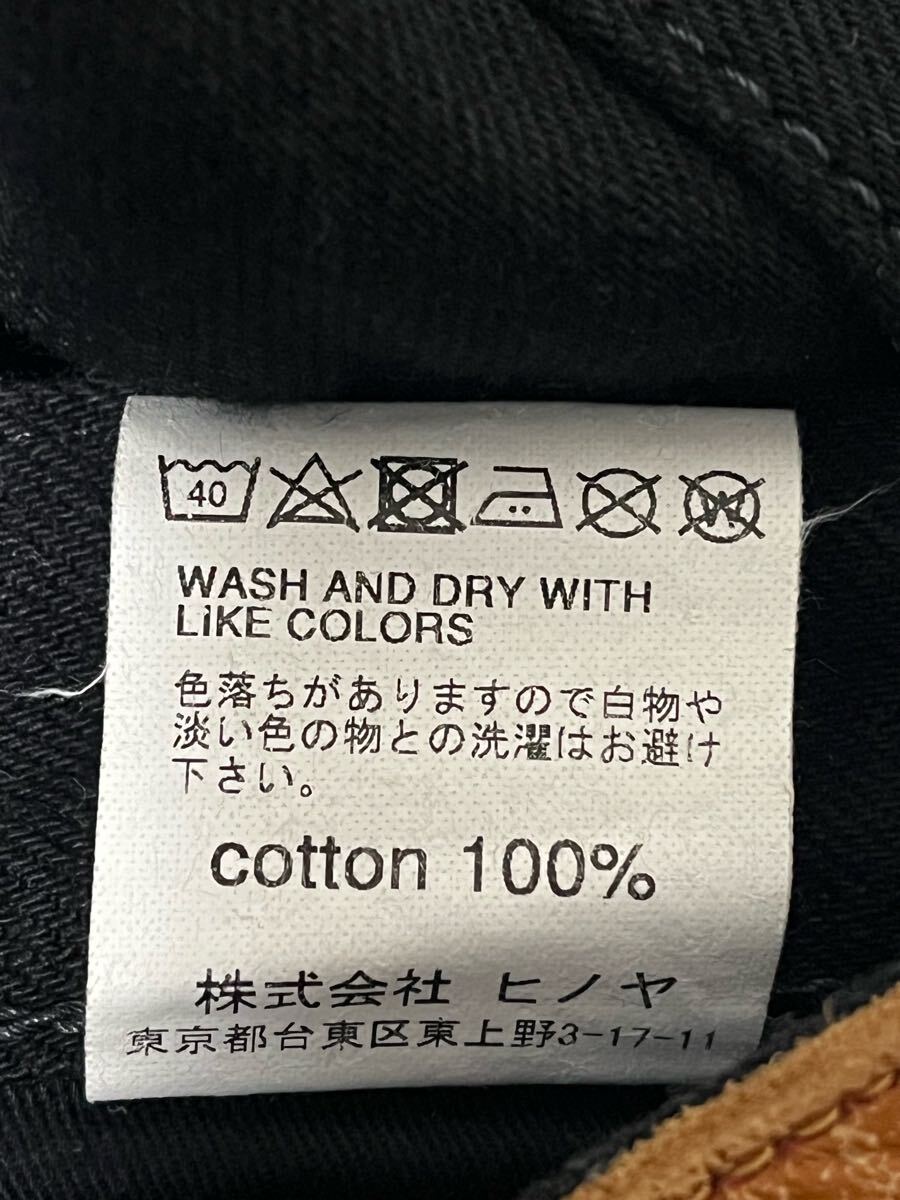 40
WASH AND DRY WITH
LiKE COLORS
色落ちがありますので白物や
淡い色の物との洗濯はお避け
下さい。
cotton 100%
株式会社 ヒノヤ
東京都台東区東上野3-17-11